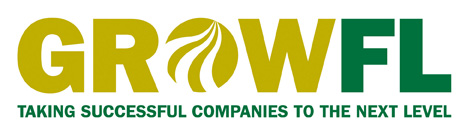 GROWFL
TAKING SUCCESSFUL COMPANIES TO THE NEXT LEVEL